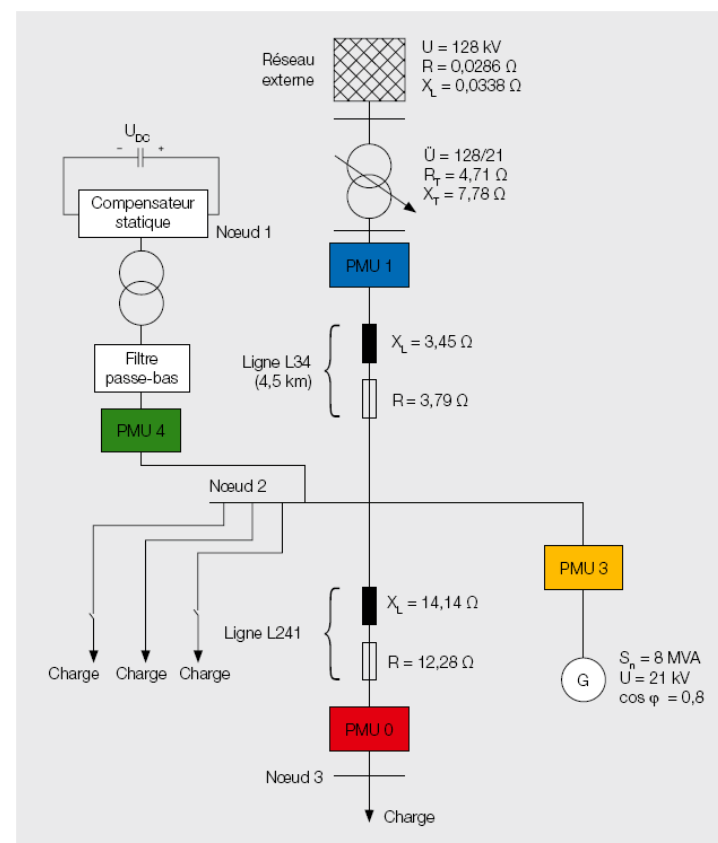 Réseau
externe
U = 128 kV
R = 0,0286 Ω
X_L = 0,0338 Ω
U_DC
– +
Compensateur
statique
Nœud 1
Ü = 128/21
R_T = 4,71 Ω
X_T = 7,78 Ω
PMU 1
Filtre
passe-bas
Ligne L34
(4,5 km)
X_L = 3,45 Ω
R = 3,79 Ω
PMU 4
Nœud 2
PMU 3
Ligne L241
X_L = 14,14 Ω
R = 12,28 Ω
Charge Charge Charge
G
S_n = 8 MVA
U = 21 kV
cos φ = 0,8
PMU 0
Nœud 3
Charge